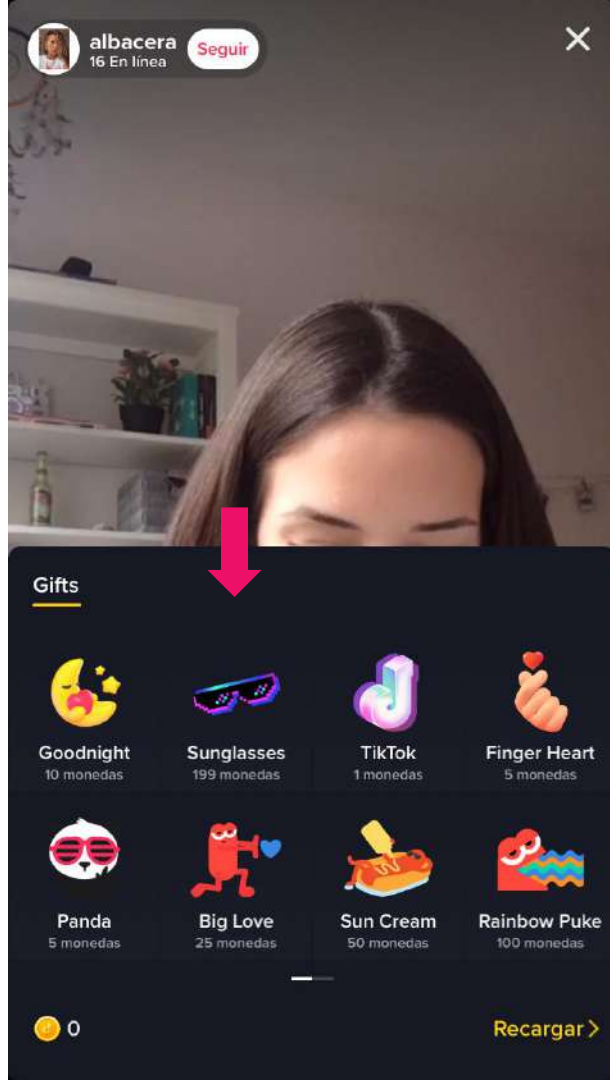 albacera
16 En línea
Seguir
Gifts
Goodnight
10 monedas
Sunglasses
199 monedas
TikTok
1 monedas
Finger Heart
5 monedas
Panda
5 monedas
Big Love
25 monedas
Sun Cream
50 monedas
Rainbow Puke
100 monedas
0
Recargar